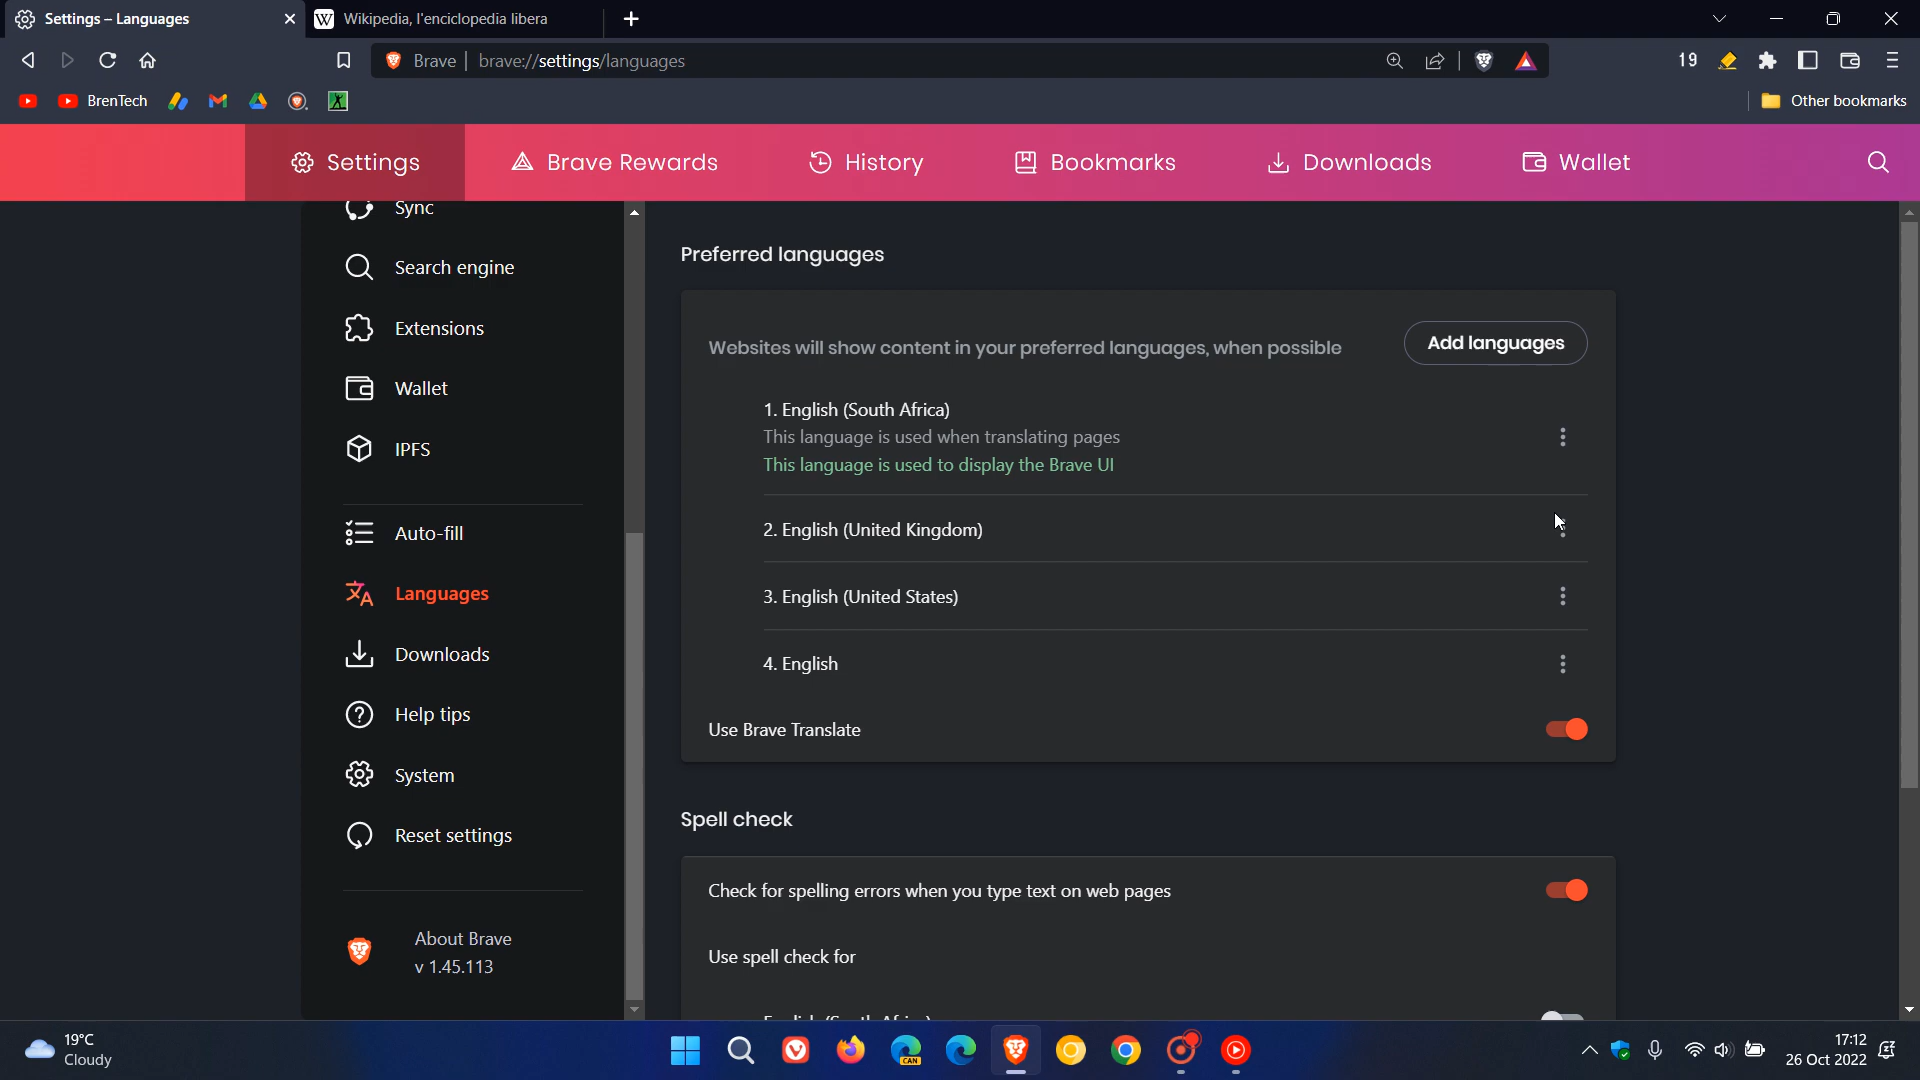 Settings – Languages
Wikipedia, l'enciclopedia libera
Brave
brave://settings/languages
19
BrenTech
Other bookmarks
Settings
Brave Rewards
History
Bookmarks
Downloads
Wallet
Sync
Search engine
Extensions
Wallet
IPFS
Auto-fill
Languages
Downloads
Help tips
System
Reset settings
About Brave
v 1.45.113
Preferred languages
Websites will show content in your preferred languages, when possible
Add languages
1. English (South Africa)
This language is used when translating pages
This language is used to display the Brave UI
2. English (United Kingdom)
3. English (United States)
4. English
Use Brave Translate
Spell check
Check for spelling errors when you type text on web pages
Use spell check for
English (South Africa)
19°C
Cloudy
CAN
17:12
26 Oct 2022